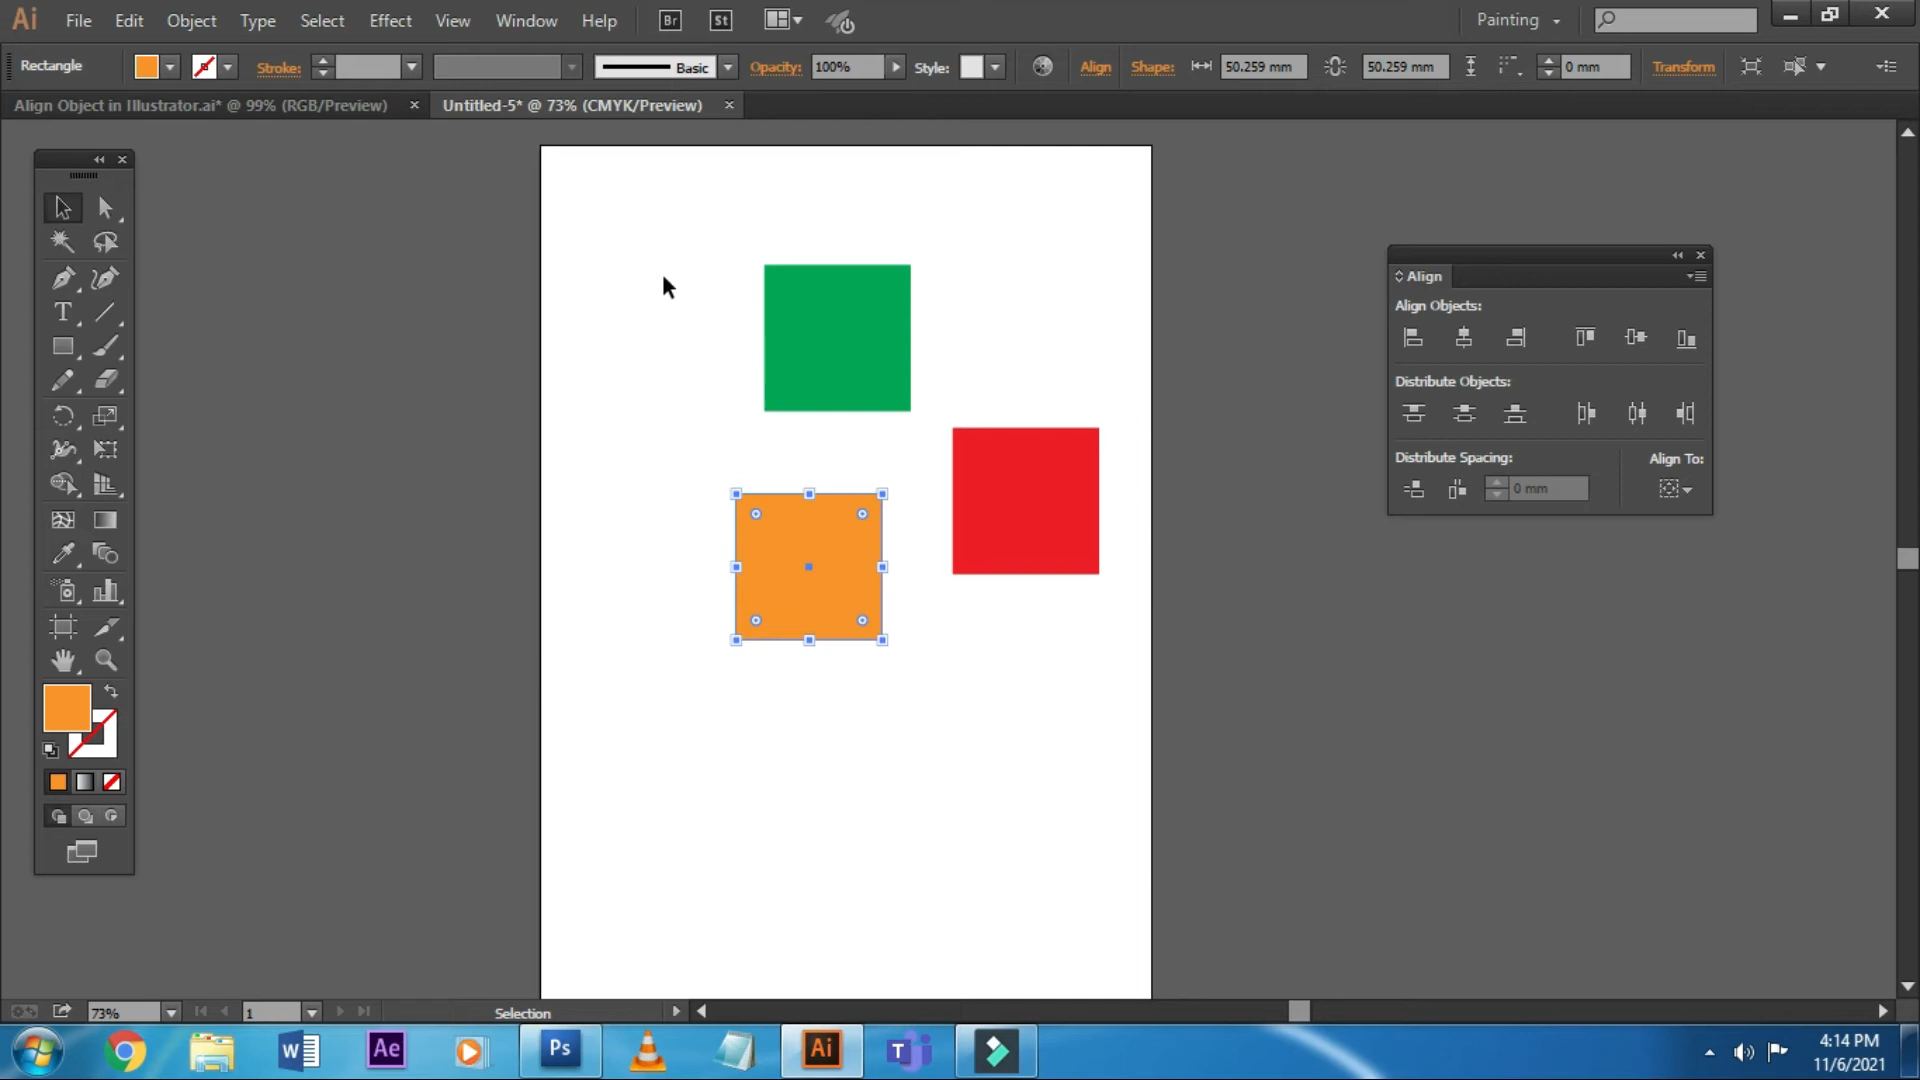 Ai File Edit Object Type Select Effect View Window Help Br St Painting
Rectangle Stroke: Basic Opacity: 100% Style: Align Shape: 50.259 mm 50.259 mm 0 mm Transform
Align Object in Illustrator.ai* @ 99% (RGB/Preview) Untitled-5* @ 73% (CMYK/Preview)
Align
Align Objects:
Distribute Objects:
Distribute Spacing: Align To:
0 mm
T
73% 1 Selection
W Ae Ps Ai T
4:14 PM
11/6/2021